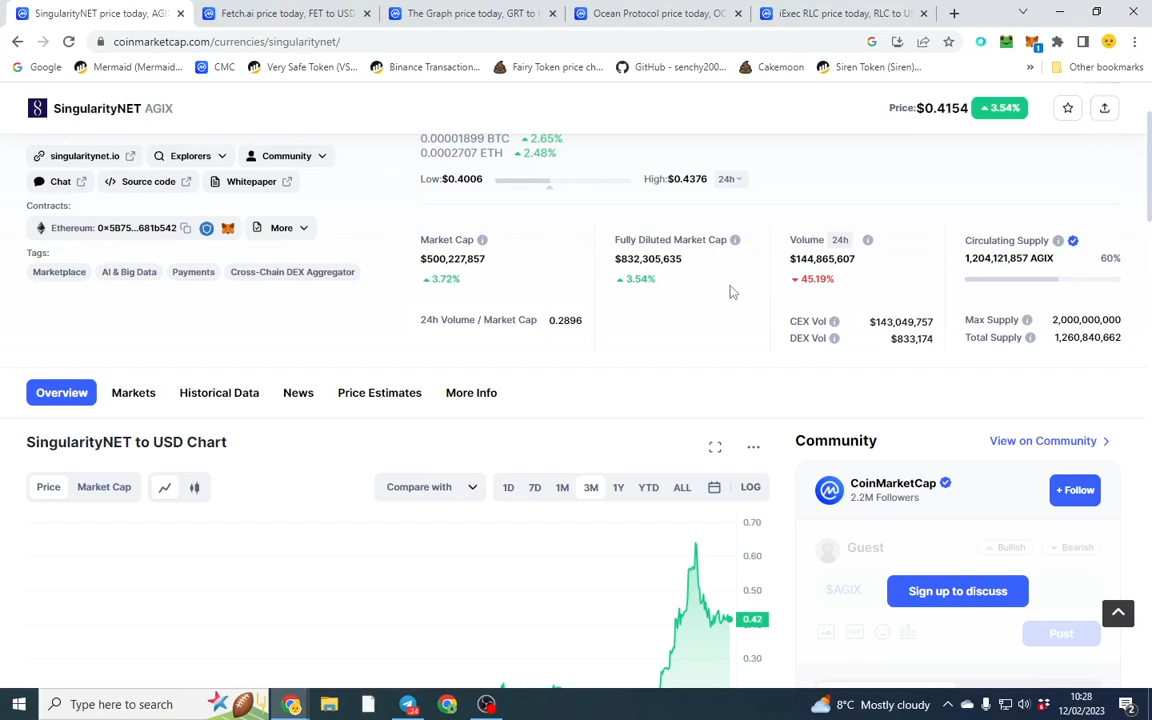 SingularityNET price today, AGI
Fetch.ai price today, FET to USD
The Graph price today, GRT to
Ocean Protocol price today, OC
iExec RLC price today, RLC to US
coinmarketcap.com/currencies/singularitynet/
1
Google
Mermaid (Mermaid...
CMC
Very Safe Token (VS...
Binance Transaction...
Fairy Token price ch...
GitHub - senchy200...
Cakemoon
Siren Token (Siren)...
»
Other bookmarks
SingularityNET AGIX
Price: $0.4154
3.54%
0.00001899 BTC 2.65%
0.0002707 ETH 2.48%
singularitynet.io
Explorers
Community
Low: $0.4006
High: $0.4376
24h
Chat
Source code
Whitepaper
Contracts:
Ethereum: 0x5B75...681b542
More
Tags:
Marketplace
AI & Big Data
Payments
Cross-Chain DEX Aggregator
Market Cap
$500,227,857
3.72%
24h Volume / Market Cap 0.2896
Fully Diluted Market Cap
$832,305,635
3.54%
Volume 24h
$144,865,607
45.19%
CEX Vol $143,049,757
DEX Vol $833,174
Circulating Supply
1,204,121,857 AGIX 60%
Max Supply 2,000,000,000
Total Supply 1,260,840,662
Overview
Markets
Historical Data
News
Price Estimates
More Info
SingularityNET to USD Chart
Price
Market Cap
Compare with
1D
7D
1M
3M
1Y
YTD
ALL
LOG
0.70
0.60
0.50
0.42
0.30
Community
View on Community
CoinMarketCap
2.2M Followers
+ Follow
Guest
Bullish
Bearish
$AGIX
Sign up to discuss
GIF
Post
Type here to search
24
8°C Mostly cloudy
10:28
12/02/2023
2